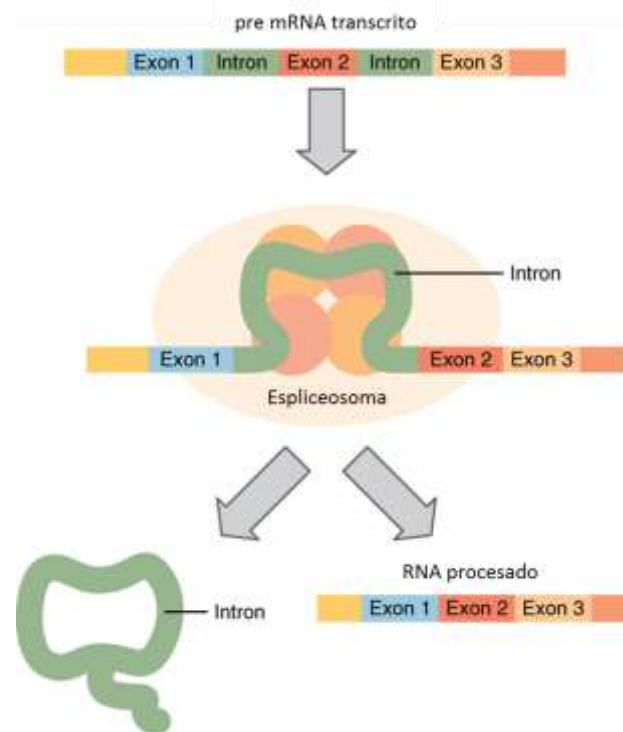 pre mRNA transcrito
Exon 1 Intron Exon 2 Intron Exon 3
Intron
Exon 1 Exon 2 Exon 3
Espliceosoma
RNA procesado
Intron
Exon 1 Exon 2 Exon 3